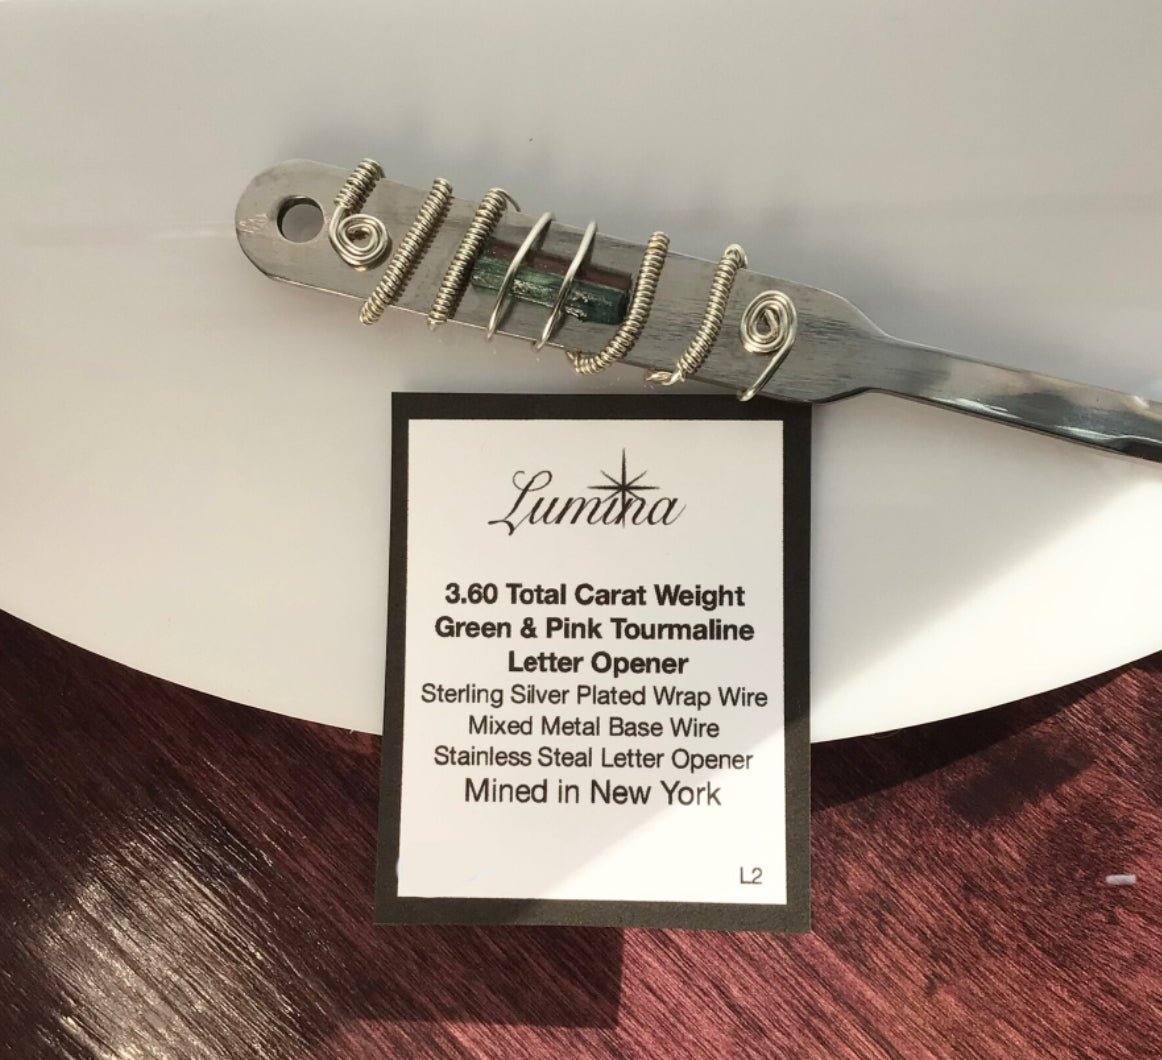 Lumina
3.60 Total Carat Weight
Green & Pink Tourmaline
Letter Opener
Sterling Silver Plated Wrap Wire
Mixed Metal Base Wire
Stainless Steal Letter Opener
Mined in New York
L2